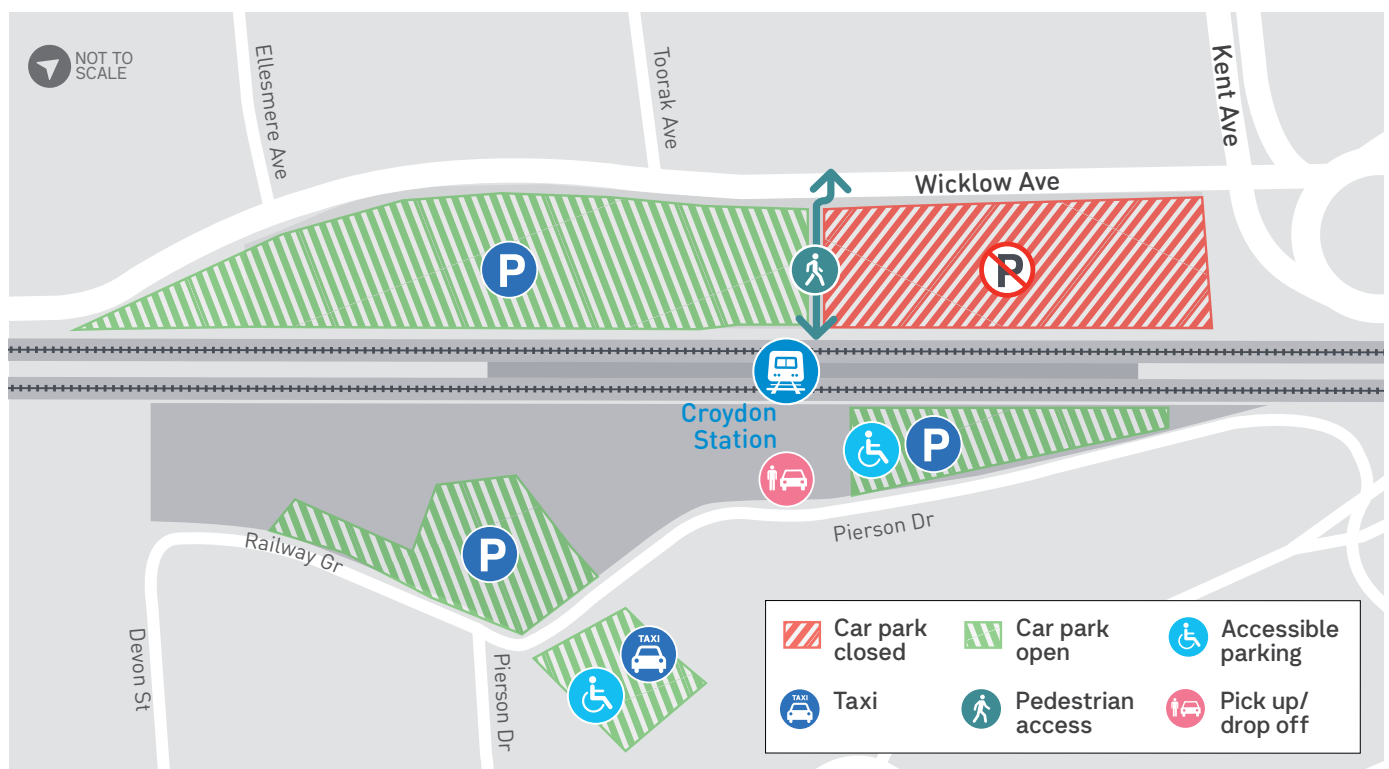 NOT TO
SCALE
Ellesmere Ave
Toorak Ave
Kent Ave
Wicklow Ave
P
P
Croydon
Station
P
Pierson Dr
Railway Gr
P
Devon St
Pierson Dr
TAXI
Car park
closed
Car park
open
Accessible
parking
TAXI
Taxi
Pedestrian
access
Pick up/
drop off